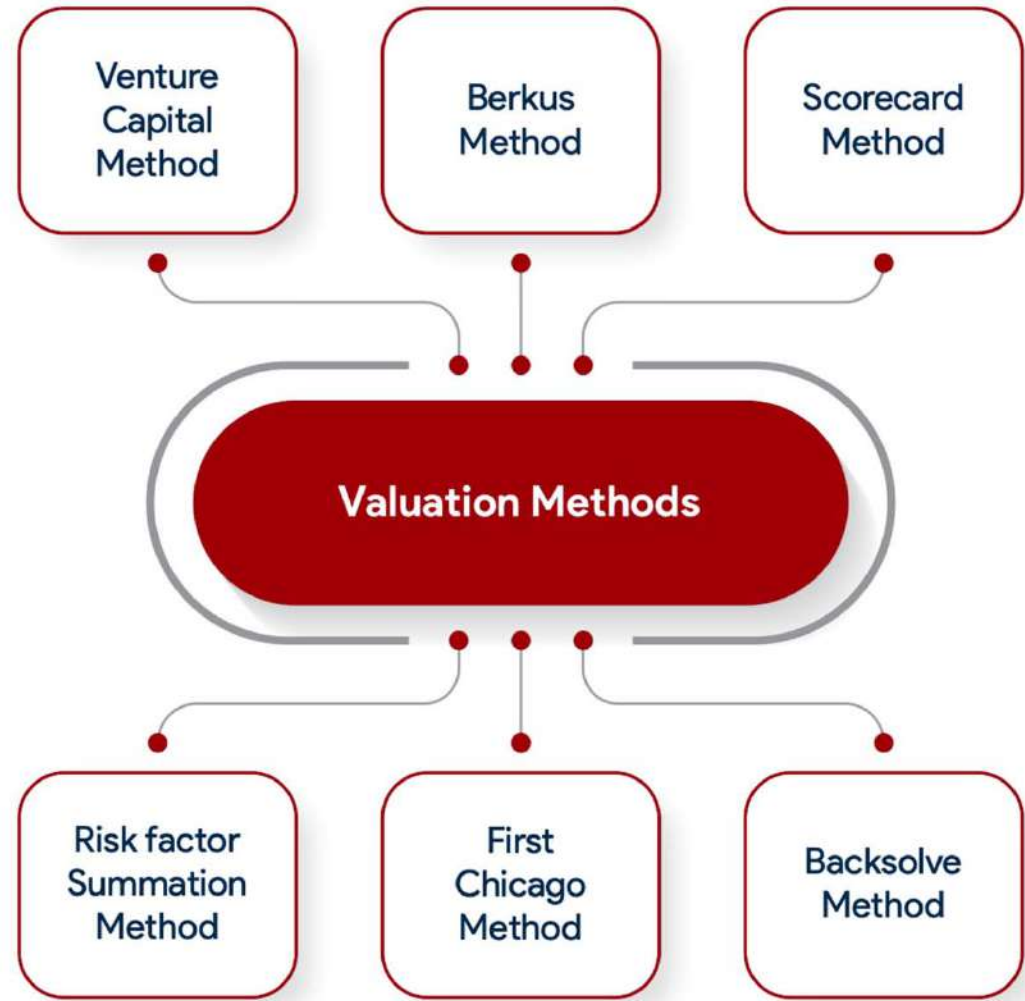 Venture
Capital
Method
Berkus
Method
Scorecard
Method
Valuation Methods
Risk factor
Summation
Method
First
Chicago
Method
Backsolve
Method